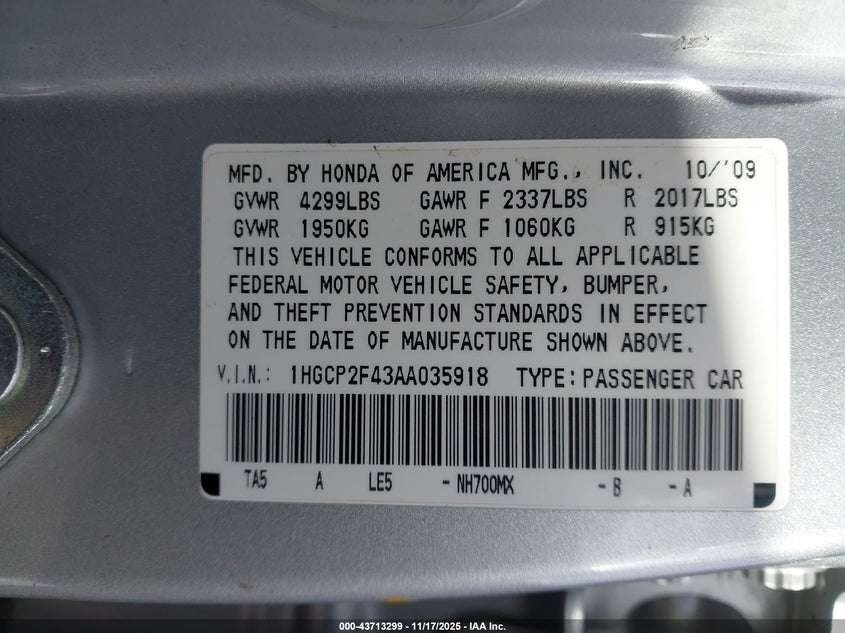 MFD. BY HONDA OF AMERICA MFG., INC. 10/'09
GVWR 4299LBS GAWR F 2337LBS R 2017LBS
GVWR 1950KG GAWR F 1060KG R 915KG
THIS VEHICLE CONFORMS TO ALL APPLICABLE
FEDERAL MOTOR VEHICLE SAFETY, BUMPER,
AND THEFT PREVENTION STANDARDS IN EFFECT
ON THE DATE OF MANUFACTURE SHOWN ABOVE.
V.I.N.: 1HGCP2F43AA035918 TYPE: PASSENGER CAR
TA5 A LE5 - NH700MX - B - A
000-43713299 - 11/17/2025 - IAA Inc.